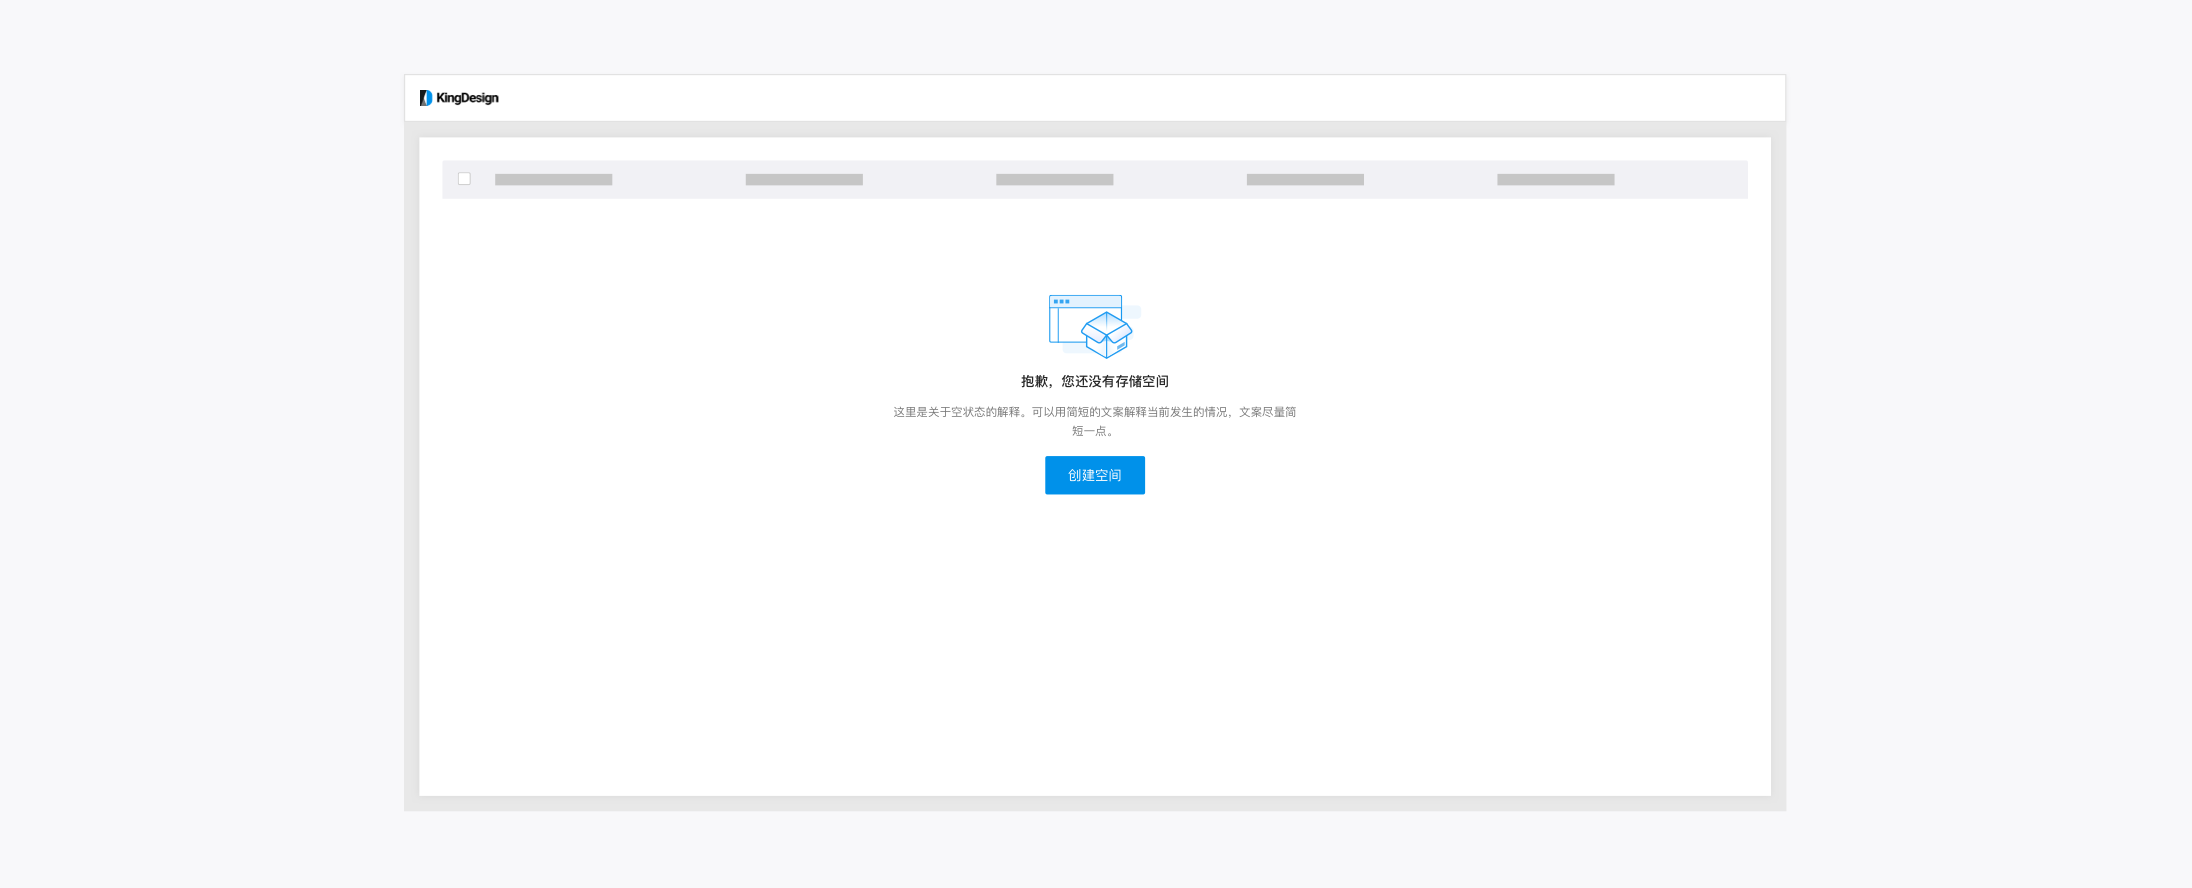 KingDesign
抱歉，您还没有存储空间
这里是关于空状态的解释。可以用简短的文案解释当前发生的情况，文案尽量简
短一点。
创建空间